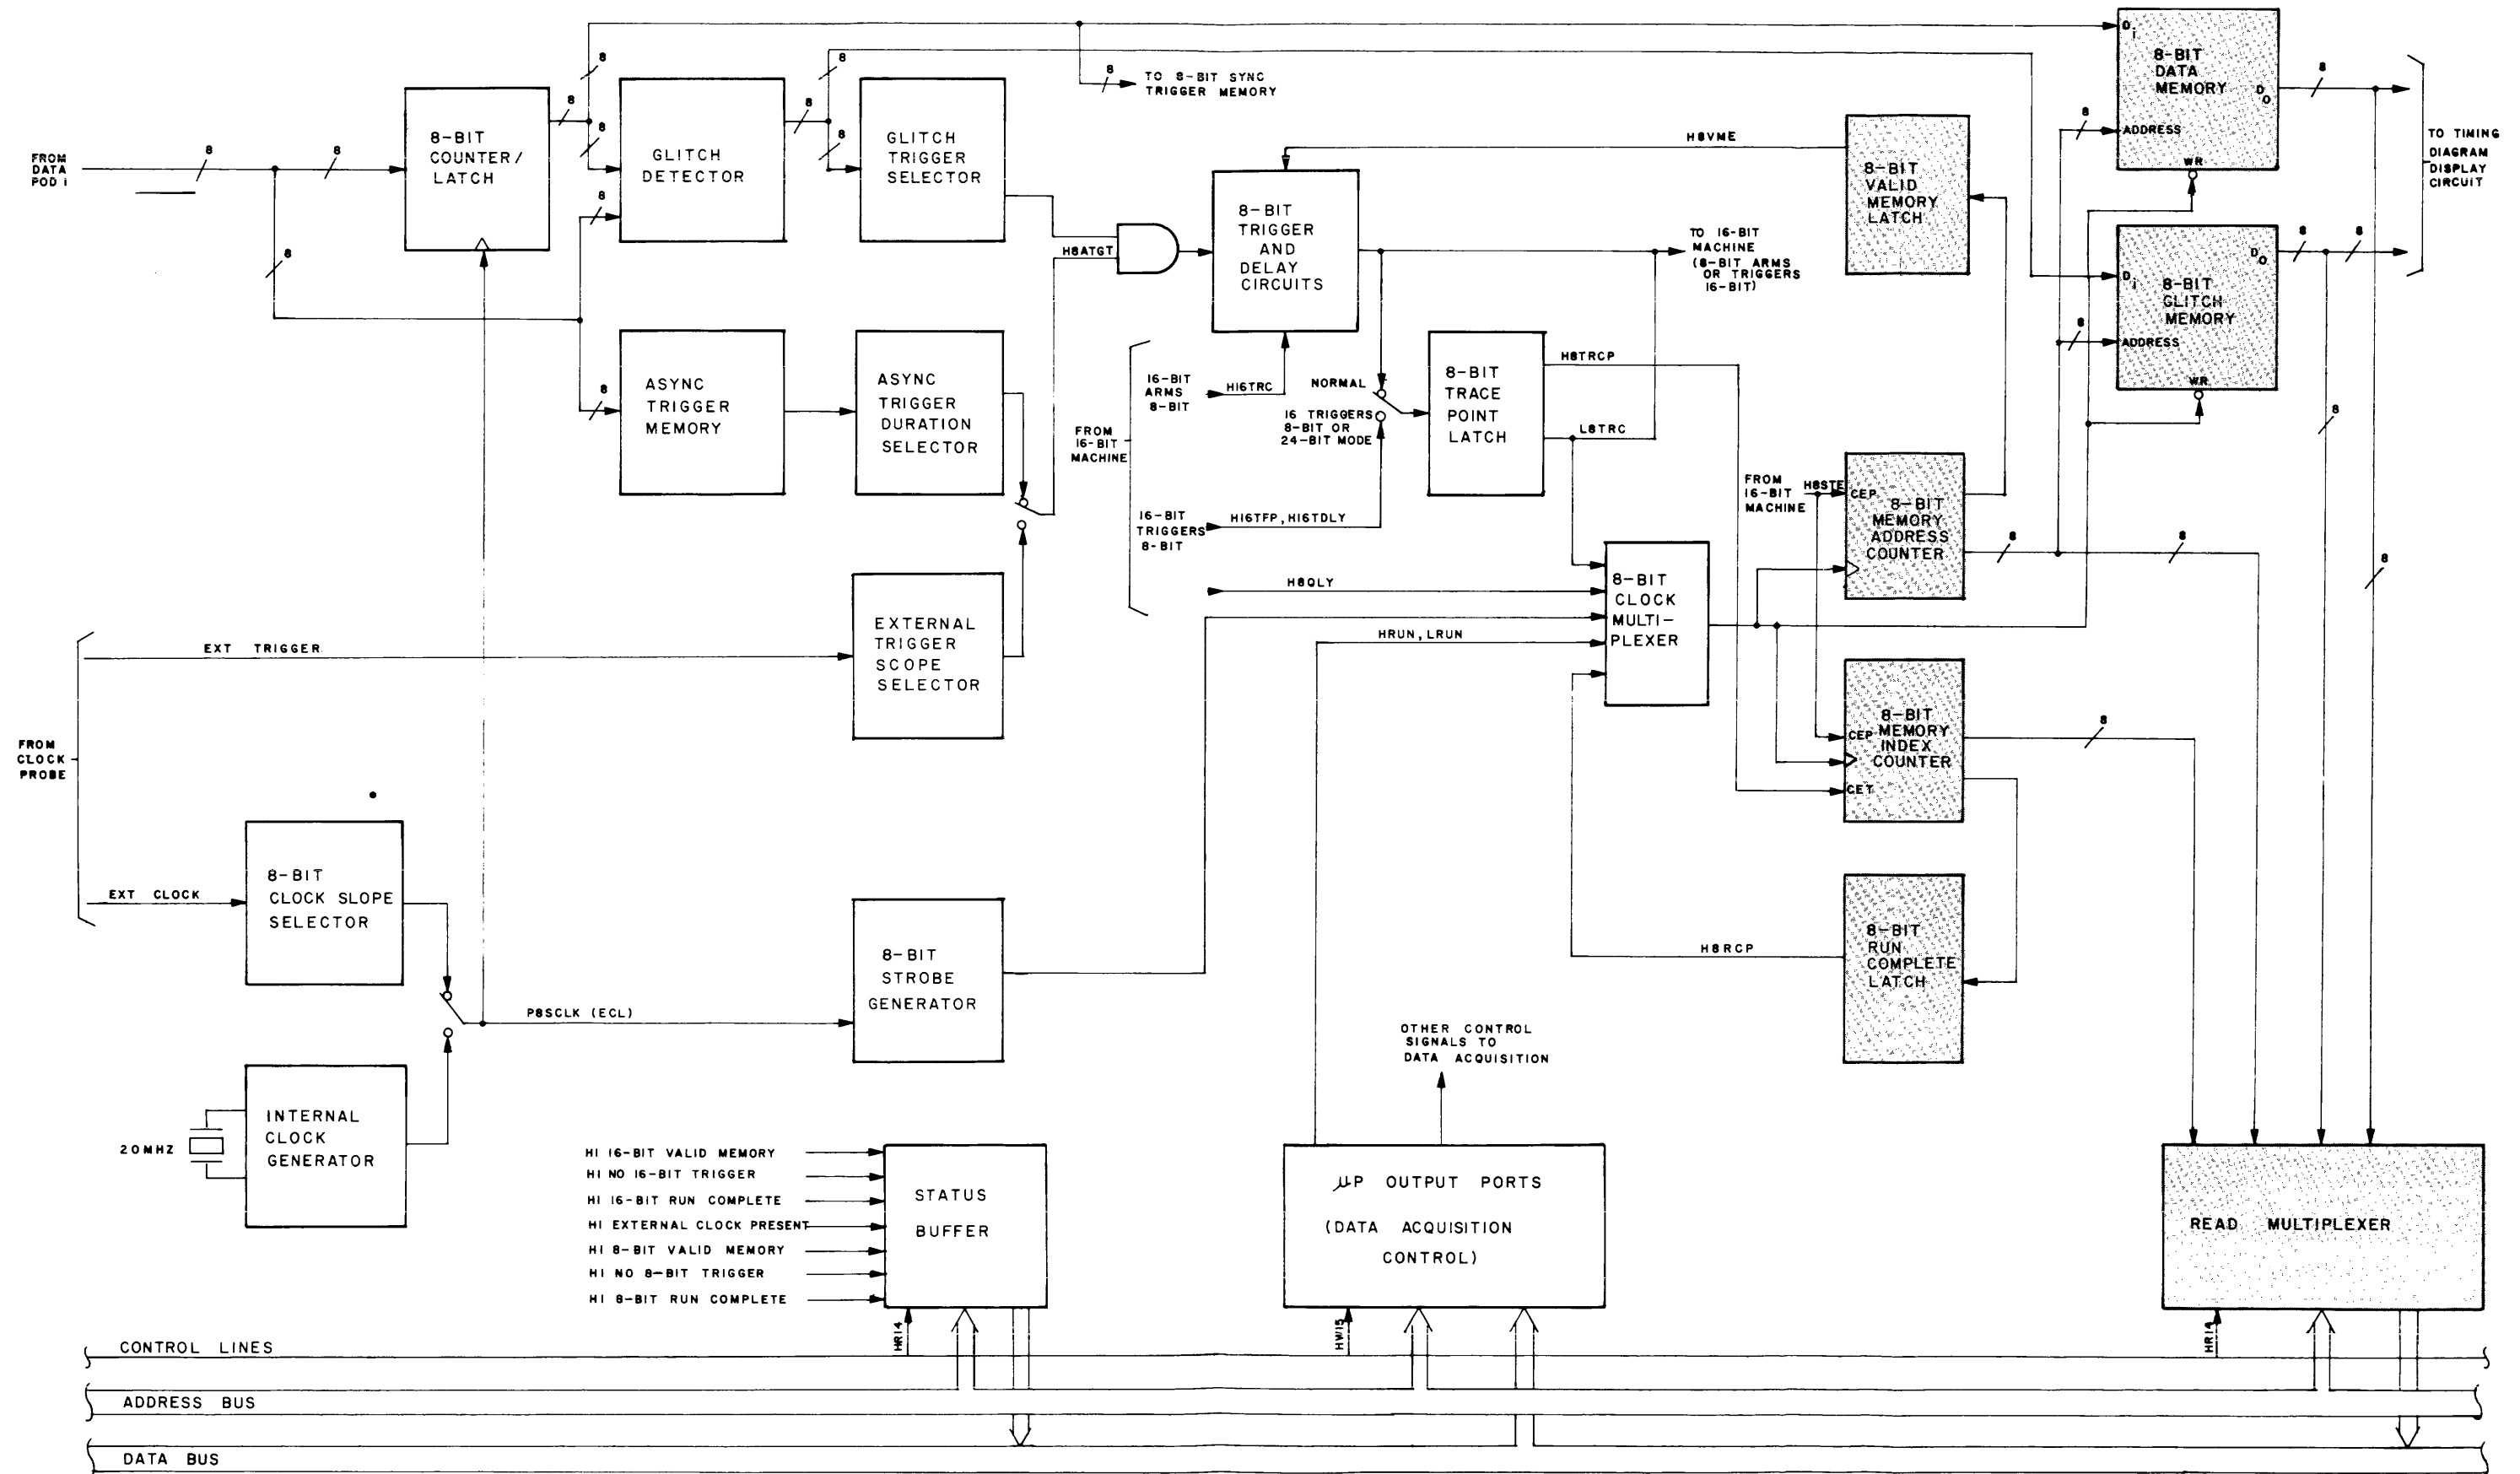 FROM
DATA
POD 1
8
8
8
8-BIT
COUNTER/
LATCH
8
8
8
8
GLITCH
DETECTOR
8
8
8
GLITCH
TRIGGER
SELECTOR
8
TO 8-BIT SYNC
TRIGGER MEMORY
H8ATGT
8-BIT
TRIGGER
AND
DELAY
CIRCUITS
H8VME
8-BIT
VALID
MEMORY
LATCH
Di
8-BIT
DATA
MEMORY
Do
8
ADDRESS
WR
8
TO TIMING
DIAGRAM
DISPLAY
CIRCUIT
Di
8-BIT
GLITCH
MEMORY
Do
8
ADDRESS
WR
8
8
8
8
TO 16-BIT
MACHINE
(8-BIT ARMS
OR TRIGGERS
16-BIT)
8
ASYNC
TRIGGER
MEMORY
ASYNC
TRIGGER
DURATION
SELECTOR
FROM
16-BIT
MACHINE
16-BIT
ARMS
8-BIT
H16TRC
NORMAL
16 TRIGGERS
8-BIT OR
24-BIT MODE
16-BIT
TRIGGERS
8-BIT
H16TFP, H16TDLY
8-BIT
TRACE
POINT
LATCH
H8TRCP
L8TRC
FROM
16-BIT
MACHINE
H8STE
CEP
8-BIT
MEMORY
ADDRESS
COUNTER
8
8
H8QLY
HRUN, LRUN
8-BIT
CLOCK
MULTI-
PLEXER
FROM
CLOCK
PROBE
EXT TRIGGER
EXTERNAL
TRIGGER
SCOPE
SELECTOR
CEP
8-BIT
MEMORY
INDEX
COUNTER
CET
8
EXT CLOCK
8-BIT
CLOCK SLOPE
SELECTOR
P8SCLK (ECL)
8-BIT
STROBE
GENERATOR
H8RCP
8-BIT
RUN
COMPLETE
LATCH
20MHZ
INTERNAL
CLOCK
GENERATOR
HI 16-BIT VALID MEMORY
HI NO 16-BIT TRIGGER
HI 16-BIT RUN COMPLETE
HI EXTERNAL CLOCK PRESENT
HI 8-BIT VALID MEMORY
HI NO 8-BIT TRIGGER
HI 8-BIT RUN COMPLETE
STATUS
BUFFER
OTHER CONTROL
SIGNALS TO
DATA ACQUISITION
μP OUTPUT PORTS
(DATA ACQUISITION
CONTROL)
READ MULTIPLEXER
HR14
HW15
HR14
CONTROL LINES
ADDRESS BUS
DATA BUS